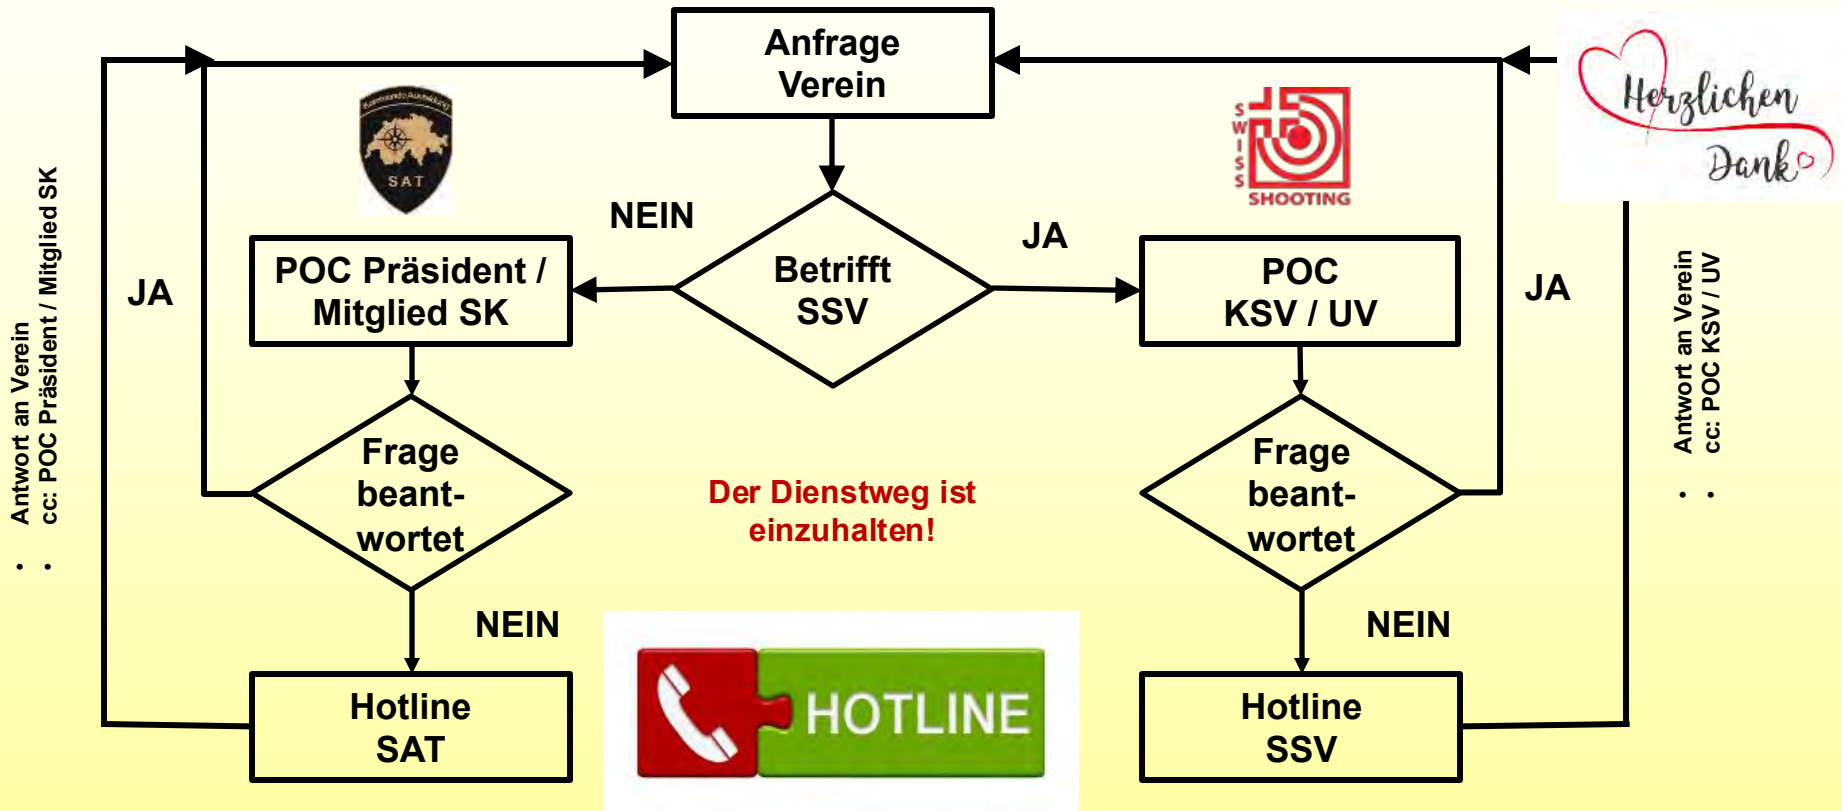 Anfrage
Verein
Herzlichen
Dank
Kommando Ausbildung
SAT
SWISS
SHOOTING
NEIN
JA
Betrifft
SSV
POC Präsident /
Mitglied SK
POC
KSV / UV
JA
JA
Antwort an Verein
cc: POC Präsident / Mitglied SK
Antwort an Verein
cc: POC KSV / UV
Frage
beant-
wortet
Der Dienstweg ist
einzuhalten!
Frage
beant-
wortet
NEIN
NEIN
Hotline
SAT
HOTLINE
Hotline
SSV